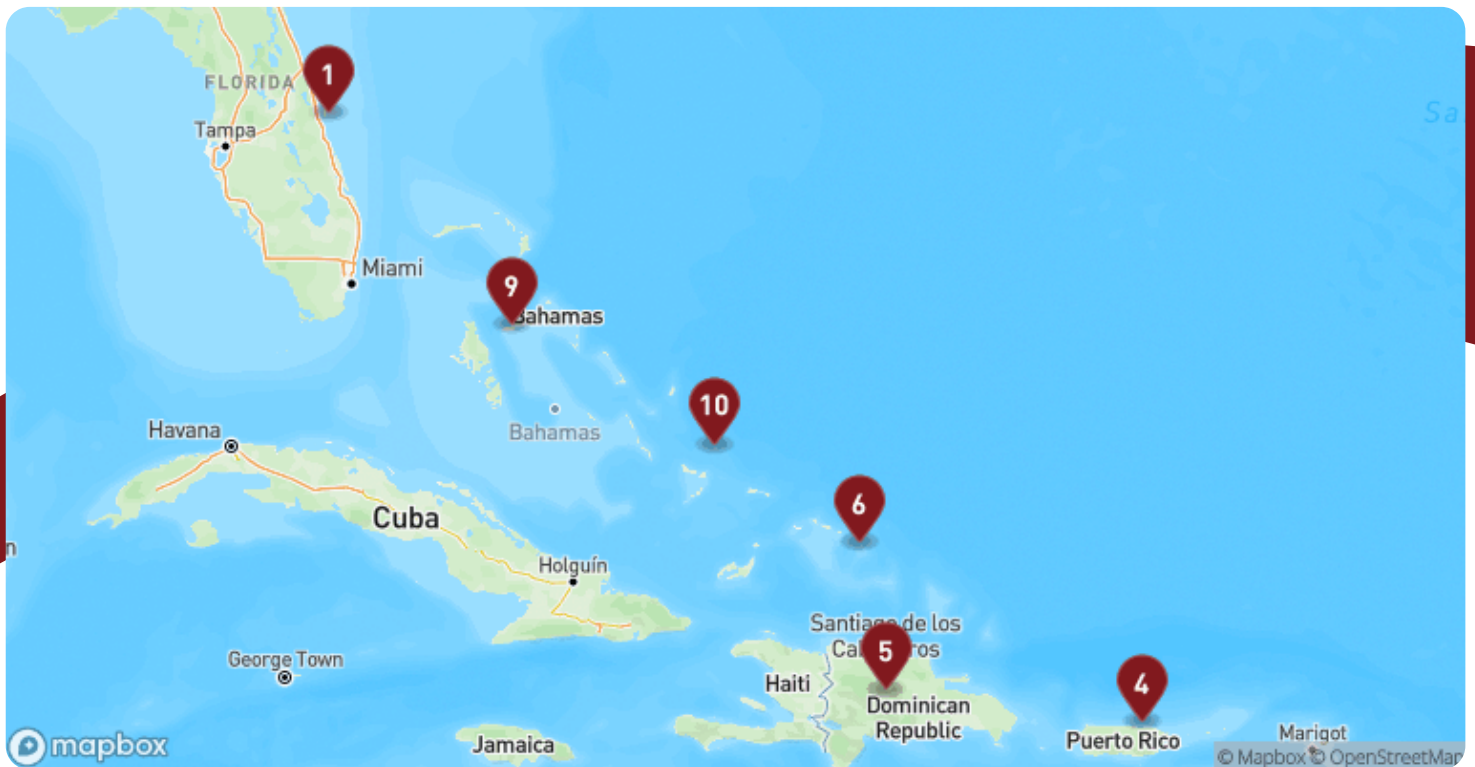 1
FLORIDA
Sa
Tampa
Miami
9
Bahamas
10
Havana
Bahamas
6
Cuba
n
Holguín
Santiago de los
Caballeros
5
George Town
Haiti
4
Dominican
Republic
Puerto Rico
Marigot
Jamaica
mapbox
© Mapbox © OpenStreetMap